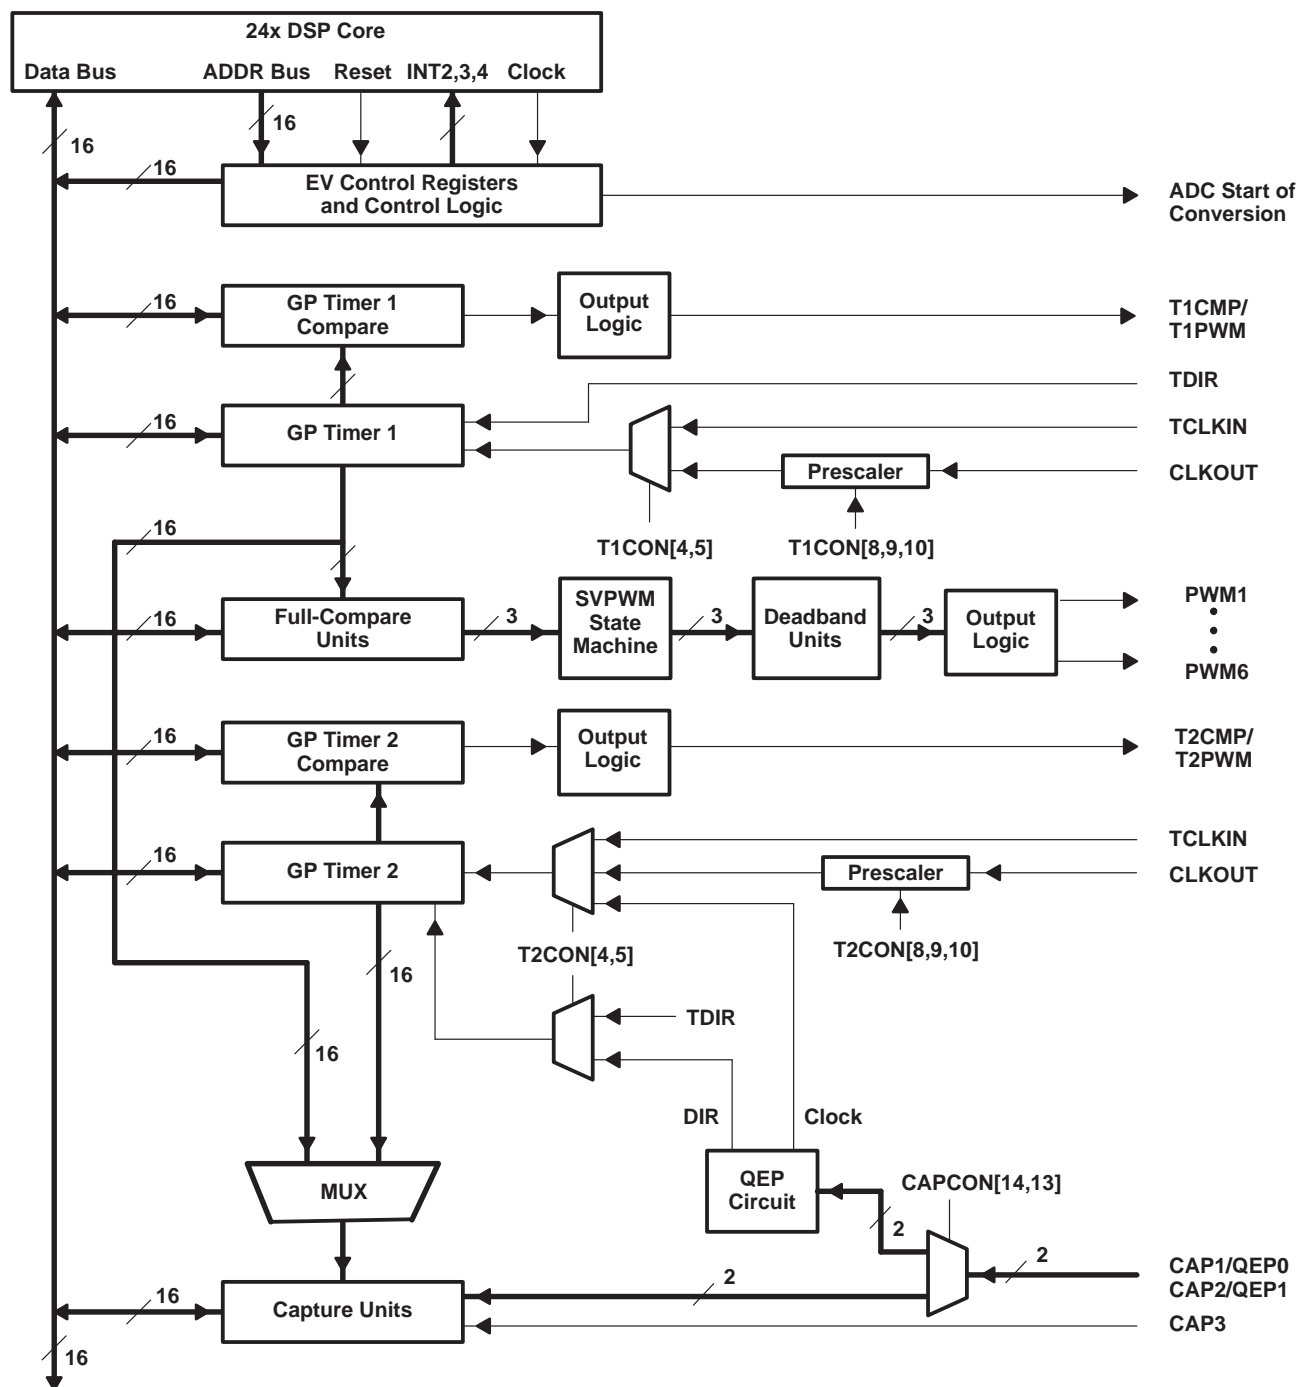 24x DSP Core
Data Bus
ADDR Bus
Reset
INT2,3,4
Clock
16
16
16
EV Control Registers
and Control Logic
ADC Start of
Conversion
16
GP Timer 1
Compare
Output
Logic
T1CMP/
T1PWM
TDIR
16
GP Timer 1
TCLKIN
Prescaler
CLKOUT
16
T1CON[4,5]
T1CON[8,9,10]
16
Full-Compare
Units
3
SVPWM
State
Machine
3
Deadband
Units
3
Output
Logic
PWM1
PWM6
16
GP Timer 2
Compare
Output
Logic
T2CMP/
T2PWM
TCLKIN
16
GP Timer 2
Prescaler
CLKOUT
T2CON[4,5]
T2CON[8,9,10]
16
TDIR
16
DIR
Clock
MUX
QEP
Circuit
CAPCON[14,13]
2
2
CAP1/QEP0
CAP2/QEP1
16
Capture Units
2
CAP3
16